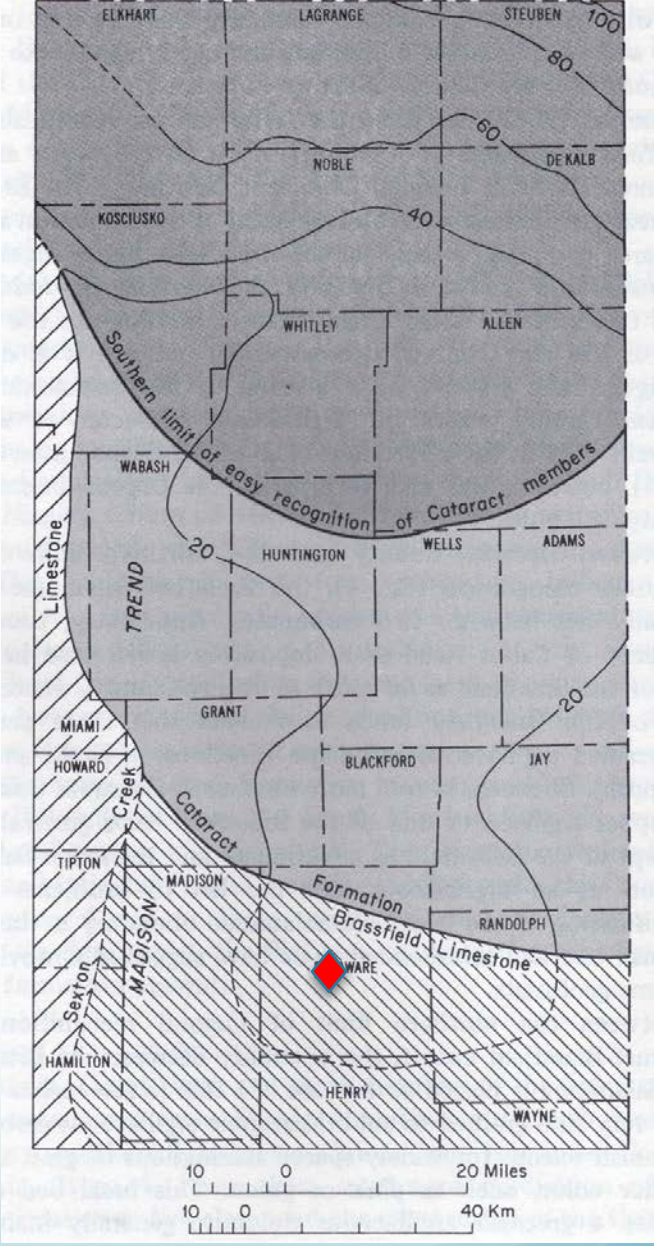 ELKHART LAGRANGE STEUBEN
100
80
60
NOBLE DE KALB
KOSCIUSKO
40
WHITLEY ALLEN
Southern limit of easy recognition of Cataract members
WABASH
WELLS ADAMS
20
HUNTINGTON
Limestone
TREND
20
GRANT
MIAMI
BLACKFORD JAY
HOWARD
Creek
Cataract Formation
TIPTON
MADISON
Brassfield Limestone
RANDOLPH
MADISON
WARE
Sexton
HAMILTON
HENRY
WAYNE
10 0 20 Miles
10 0 40 Km